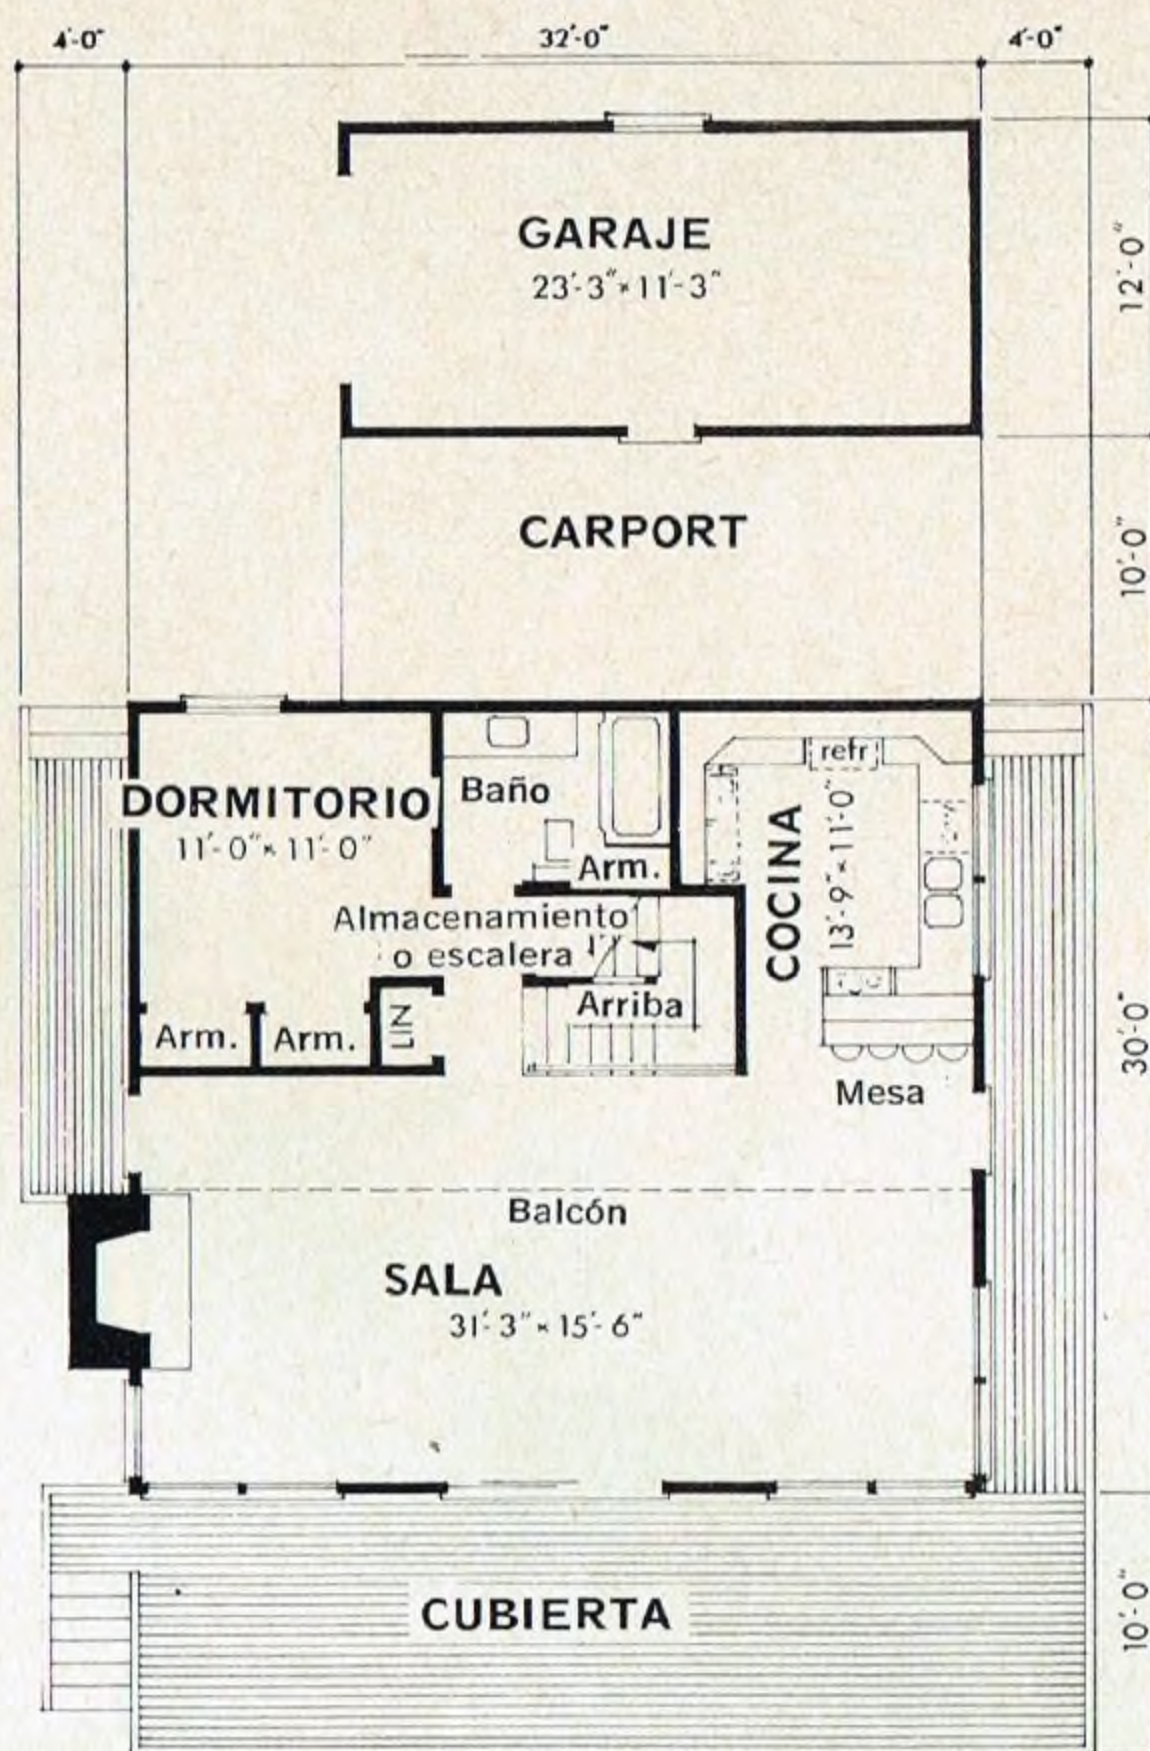 4'-0"
32'-0"
4'-0"
GARAJE
23'-3" × 11'-3"
12'-0"
CARPORT
10'-0"
refr
DORMITORIO
11'-0" × 11'-0"
Baño
Arm.
COCINA
13'-9" × 11'-0"
Almacenamiento
o escalera
Arriba
Arm.
Arm.
LIN
30'-0"
Mesa
Balcón
SALA
31'-3" × 15'-6"
CUBIERTA
10'-0"